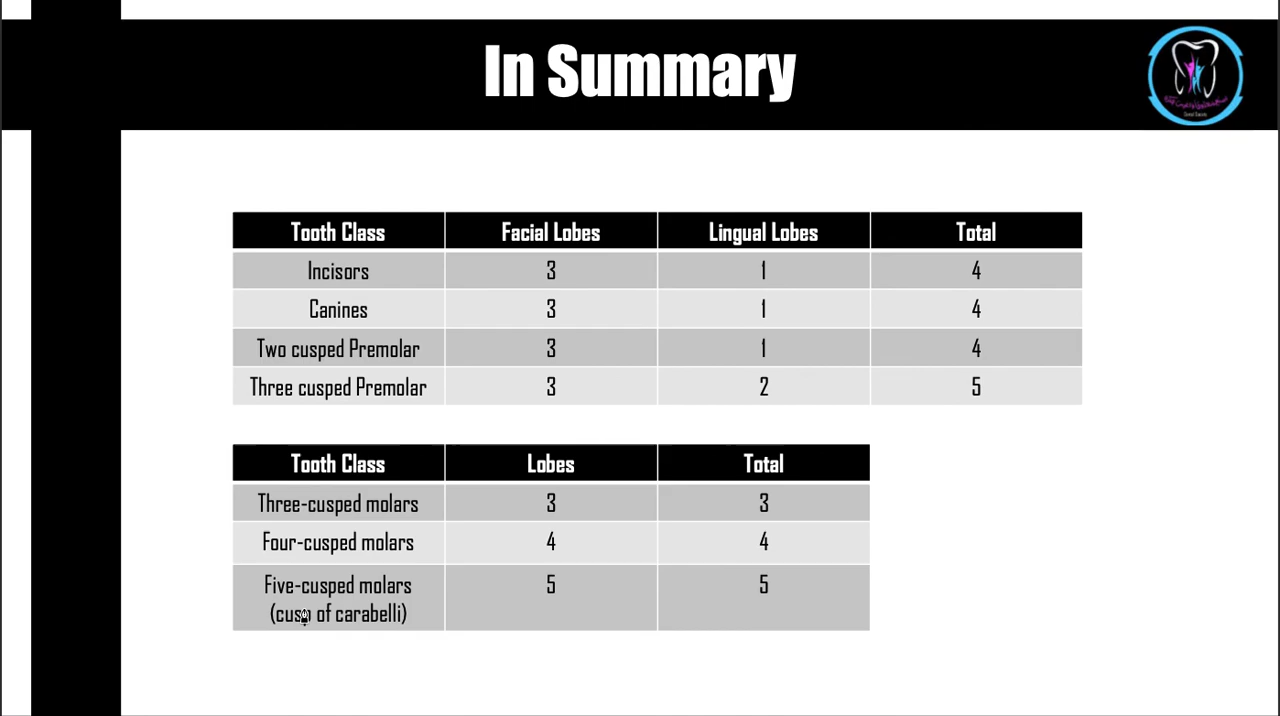 In Summary
Tooth Class Facial Lobes Lingual Lobes Total
Incisors 3 1 4
Canines 3 1 4
Two cusped Premolar 3 1 4
Three cusped Premolar 3 2 5
Tooth Class Lobes Total
Three-cusped molars 3 3
Four-cusped molars 4 4
Five-cusped molars 5 5
(cusp of carabelli)